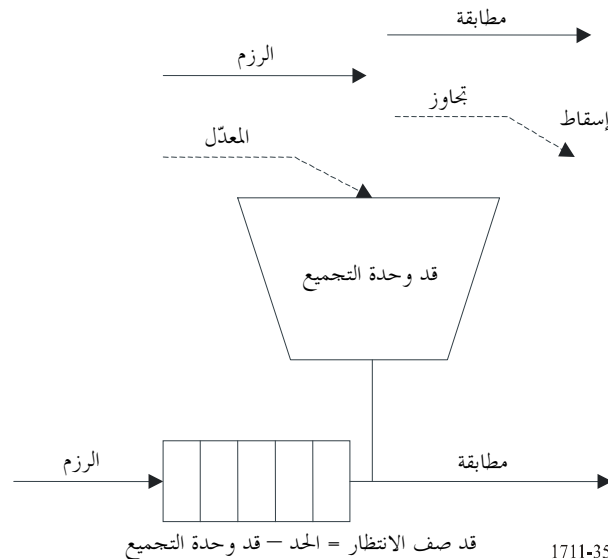 مطابقة
الرزم
تجاوز
إسقاط
المعدّل
قد وحدة التجميع
الرزم
مطابقة
قد صف الانتظار = الحد – قد وحدة التجميع
1711-35